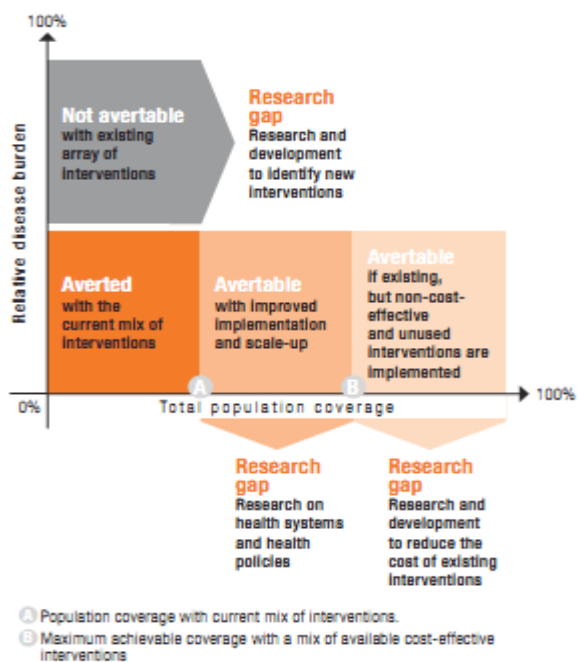 100%
Relative disease burden
Not avertable
with existing
array of
interventions
Research
gap
Research and
development
to identify new
interventions
Averted
with the
current mix of
interventions
Avertable
with improved
implementation
and scale-up
Avertable
If existing,
but non-cost-
effective
and unused
interventions are
implemented
0%
A
B
100%
Total population coverage
Research
gap
Research on
health systems
and health
policies
Research
gap
Research and
development
to reduce the
cost of existing
interventions
A Population coverage with current mix of interventions.
B Maximum achievable coverage with a mix of available cost-effective
interventions